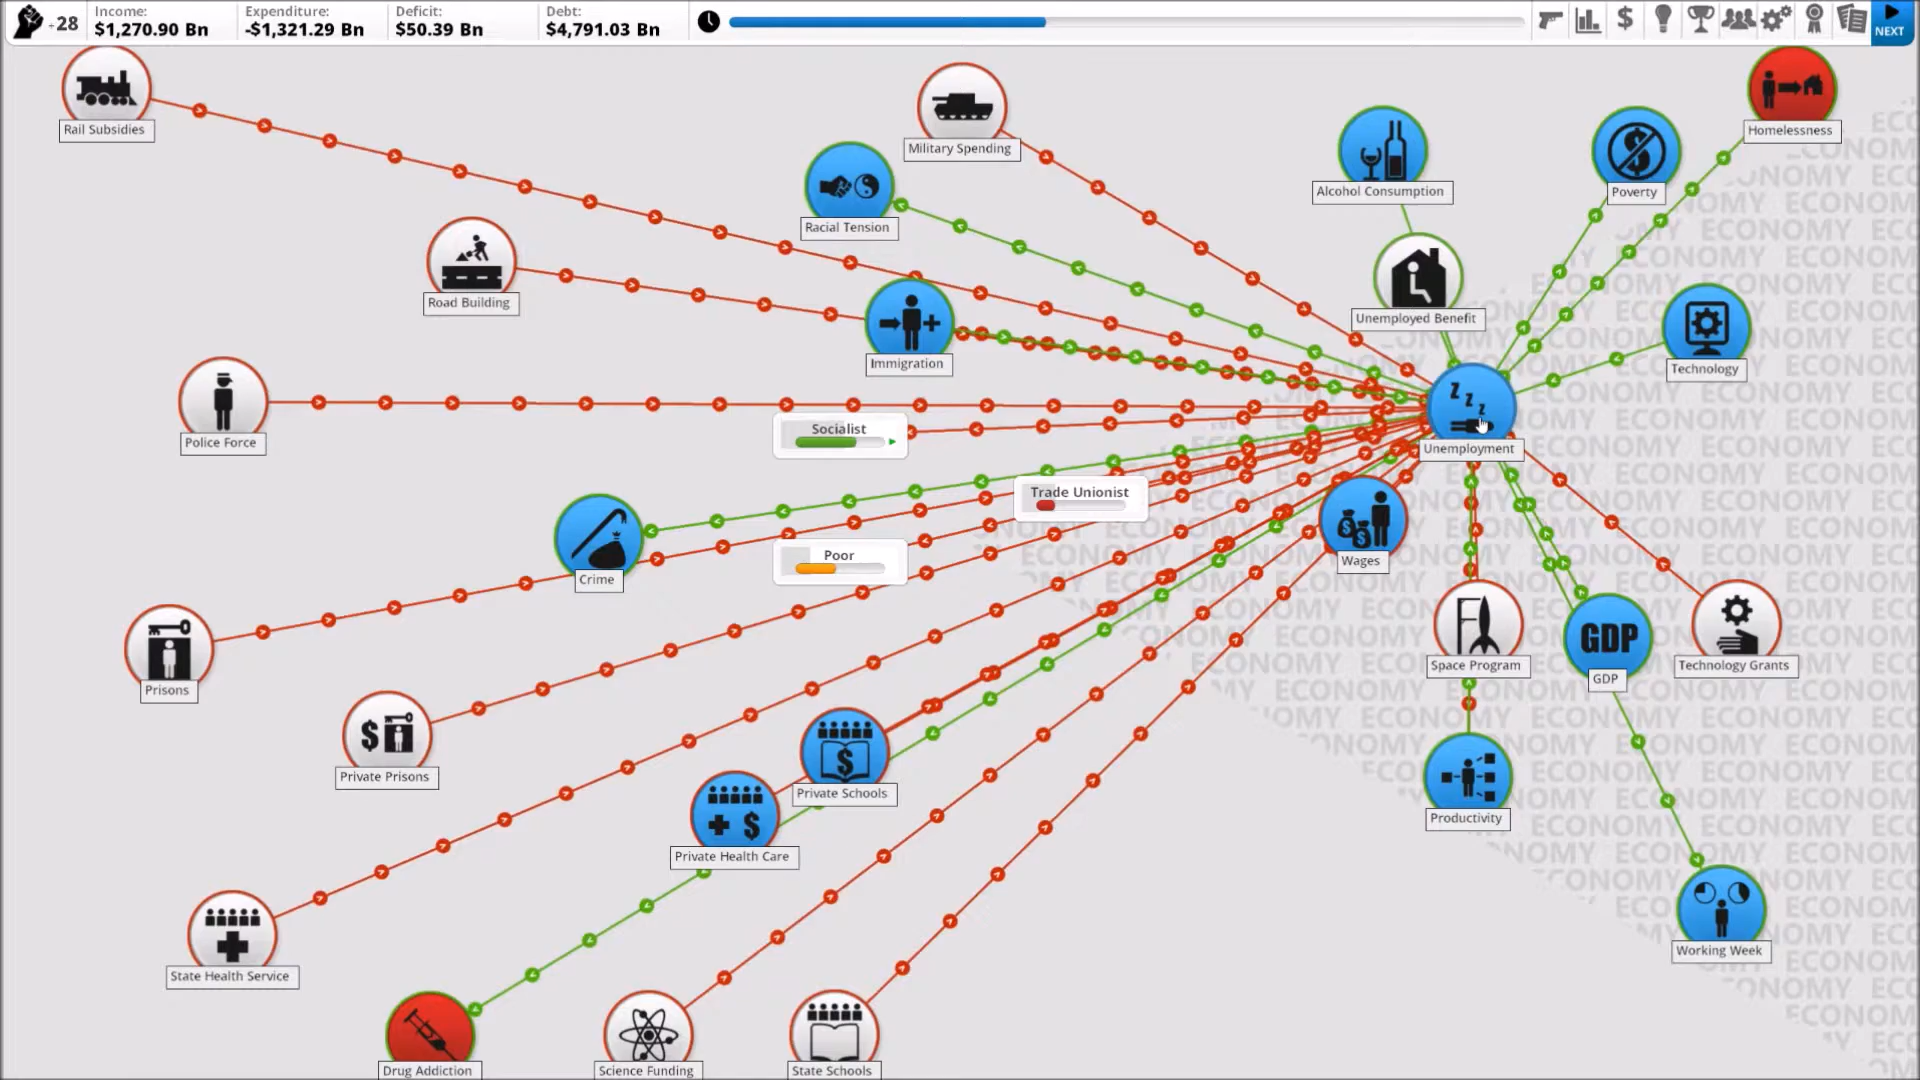 +28
Income:
$1,270.90 Bn
Expenditure:
-$1,321.29 Bn
Deficit:
$50.39 Bn
Debt:
$4,791.03 Bn
NEXT
Rail Subsidies
Military Spending
Homelessness
Racial Tension
Alcohol Consumption
Poverty
Road Building
Immigration
Unemployed Benefit
Technology
Police Force
Socialist
Unemployment
Trade Unionist
Crime
Poor
Wages
Prisons
Space Program
GDP
GDP
Technology Grants
Private Prisons
Private Schools
Productivity
Private Health Care
State Health Service
Working Week
Drug Addiction
Science Funding
State Schools
ECONOMY ECONOMY ECONOMY